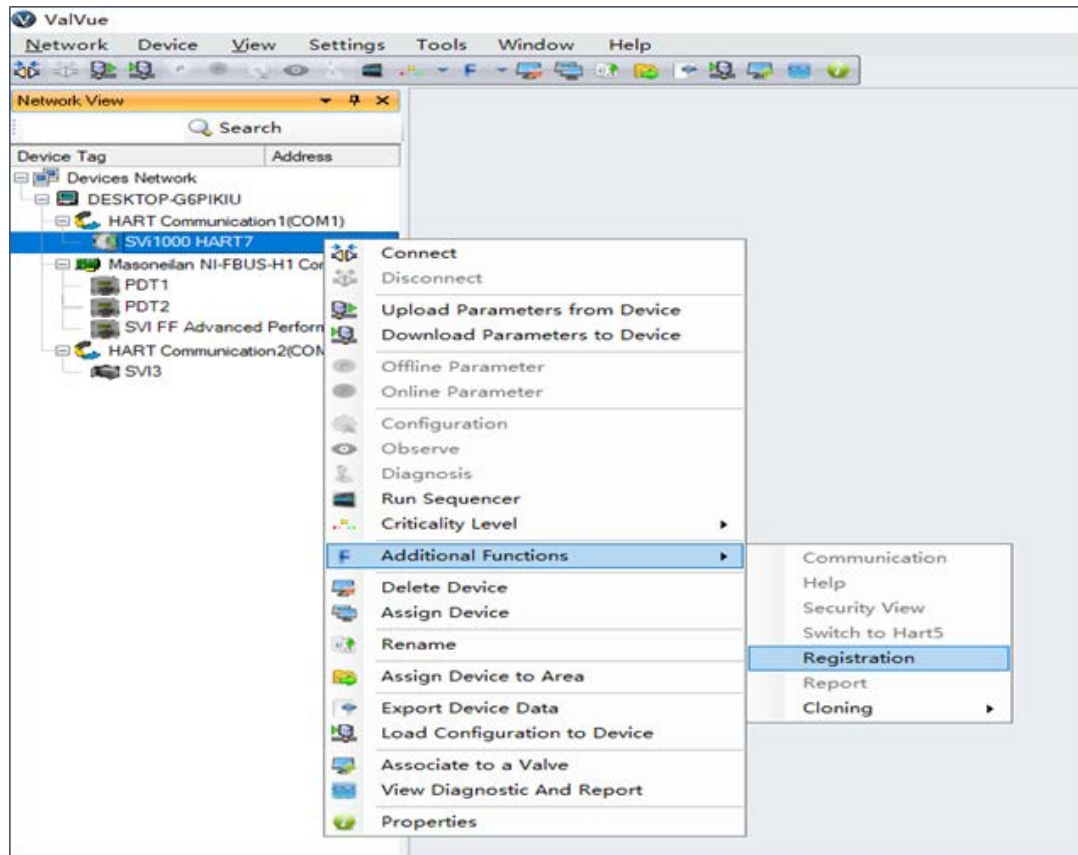 ValVue
Network Device View Settings Tools Window Help
Network View
Search
Device Tag Address
Devices Network
DESKTOP-G6PIKIU
HART Communication1(COM1)
SVi1000 HART7
Masoneilan NI-FBUS-H1 Cor
PDT1
PDT2
SVI FF Advanced Perform
HART Communication2(COM
SVI3
Connect
Disconnect
Upload Parameters from Device
Download Parameters to Device
Offline Parameter
Online Parameter
Configuration
Observe
Diagnosis
Run Sequencer
Criticality Level
F Additional Functions
Delete Device
Assign Device
Rename
Assign Device to Area
Export Device Data
Load Configuration to Device
Associate to a Valve
View Diagnostic And Report
Properties
Communication
Help
Security View
Switch to Hart5
Registration
Report
Cloning